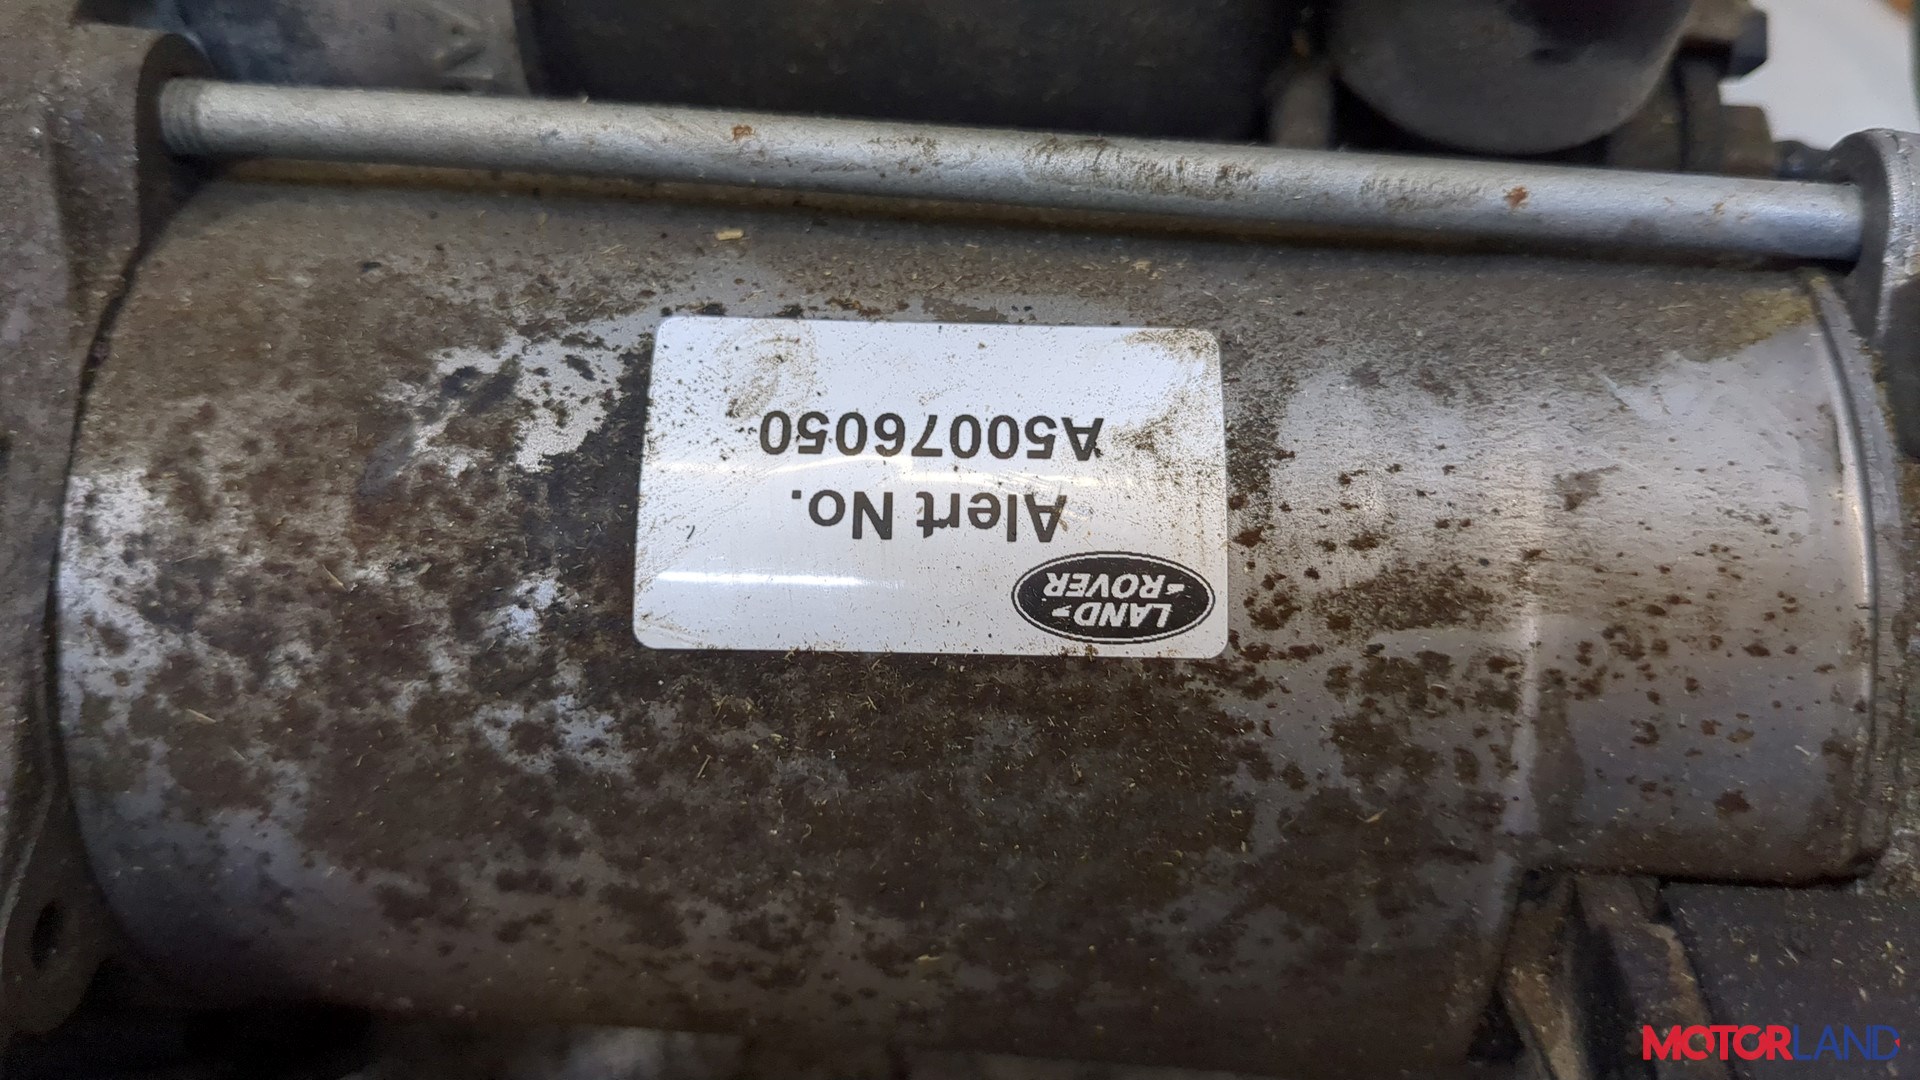 LAND-
-ROVER
Alert No.
A50076050
MOTORLAND